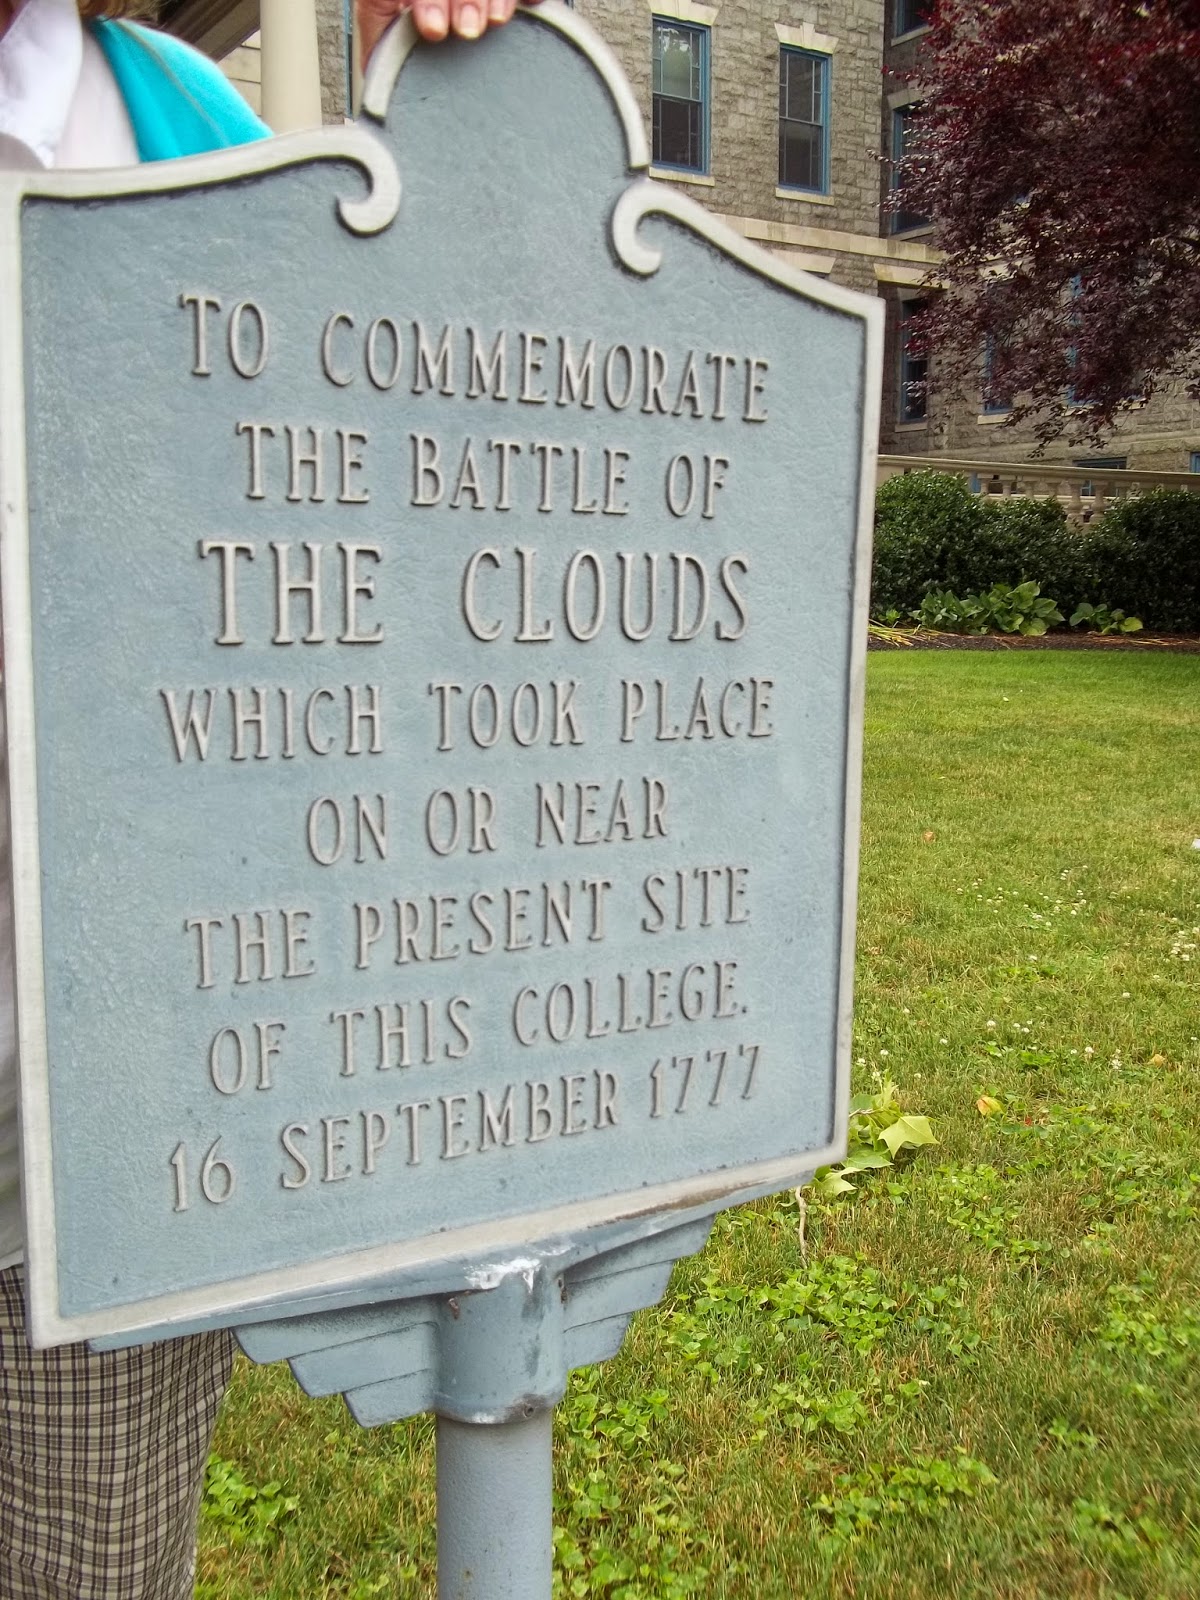 TO COMMEMORATE
THE BATTLE OF
THE CLOUDS
WHICH TOOK PLACE
ON OR NEAR
THE PRESENT SITE
OF THIS COLLEGE.
16 SEPTEMBER 1777